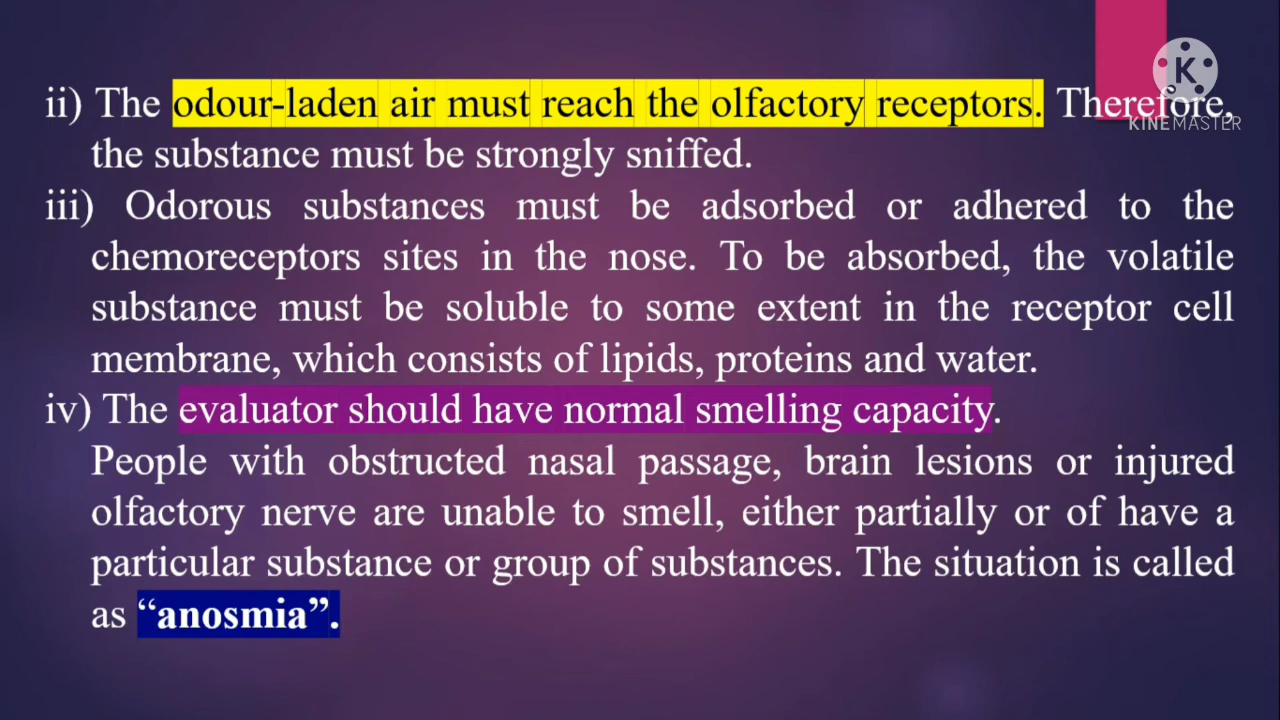 ii) The odour-laden air must reach the olfactory receptors. Therefore,
the substance must be strongly sniffed.
iii) Odorous substances must be adsorbed or adhered to the
chemoreceptors sites in the nose. To be absorbed, the volatile
substance must be soluble to some extent in the receptor cell
membrane, which consists of lipids, proteins and water.
iv) The evaluator should have normal smelling capacity.
People with obstructed nasal passage, brain lesions or injured
olfactory nerve are unable to smell, either partially or of have a
particular substance or group of substances. The situation is called
as “anosmia”.
K
KINEMASTER